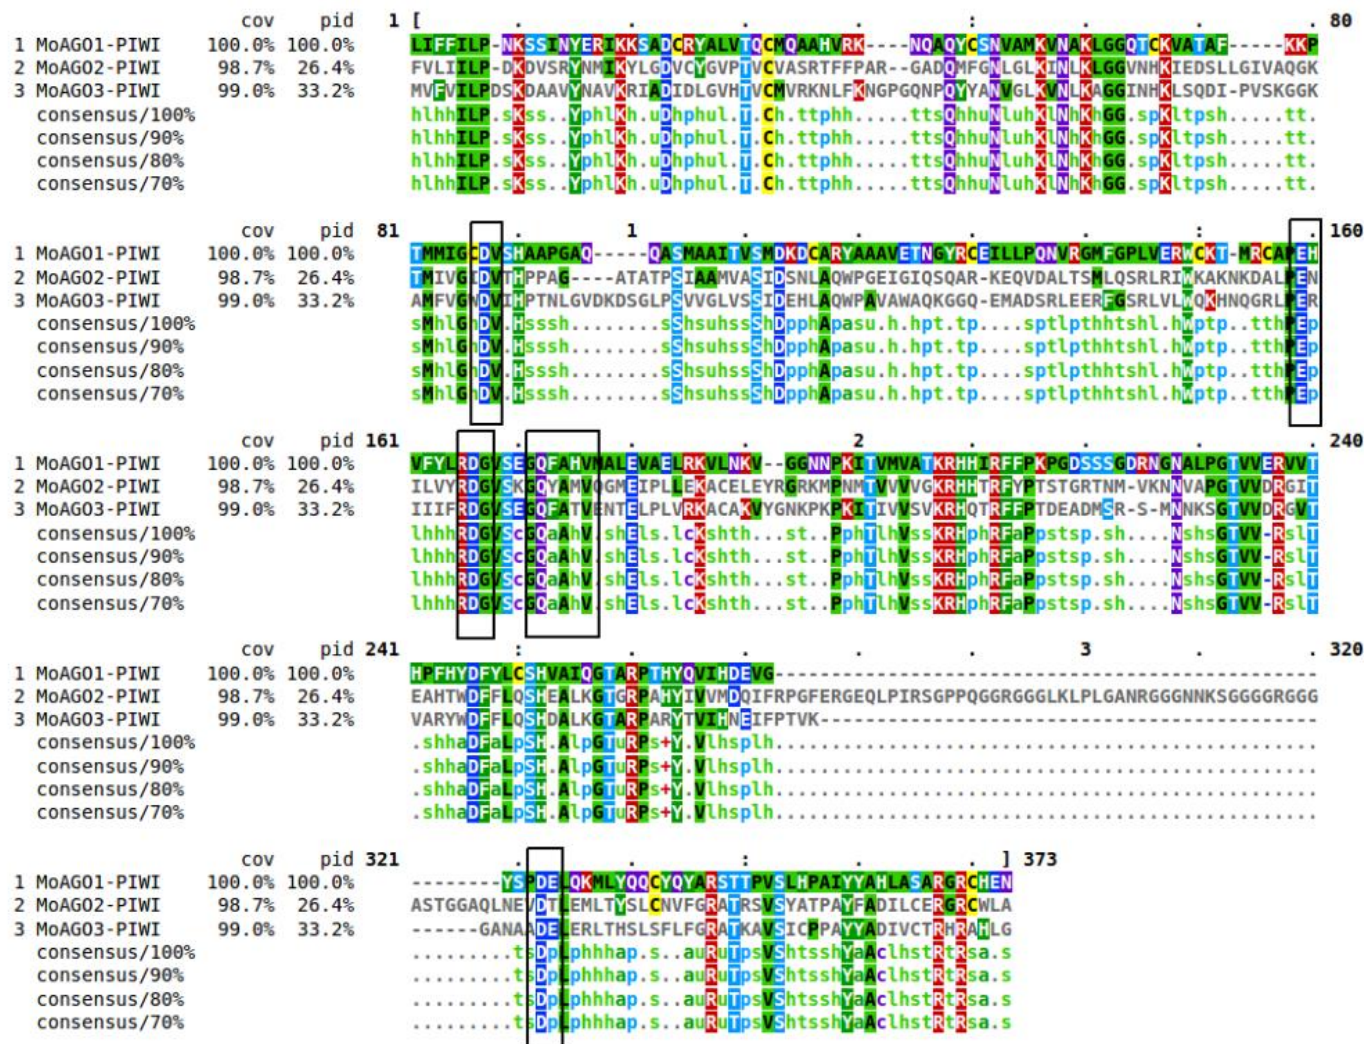 cov pid 1 [ . . . . : . . . 80
1 MoAGO1-PIWI 100.0% 100.0% LIFFILP-NKSSINYERIKKSADCRYALVTQCMQAAHVRK----NQAQYCSNVAMKVNAKLGGQTCKVATAF-----KKP
2 MoAGO2-PIWI 98.7% 26.4% FVLIILP-DKDVSRYNMIKYLGDVCYGVPTVCVASRTFFPAR--GADQMFGNLGLKINLKLGGVNHKIEDSLLGIVAQGK
3 MoAGO3-PIWI 99.0% 33.2% MVFVILPDSKDAAVYNAVKRIADIDLGVHTVCMVRKNLFKNGPGQNPQYYANVGLKVNLKAGGINHKLSQDI-PVSKGGK
consensus/100% hlhhILP.sKss..YphlKh.uDhphul.T.Ch.ttphh.....ttsQhhuNluhKlNhKhGG.spKltpsh.....tt.
consensus/90% hlhhILP.sKss..YphlKh.uDhphul.T.Ch.ttphh.....ttsQhhuNluhKlNhKhGG.spKltpsh.....tt.
consensus/80% hlhhILP.sKss..YphlKh.uDhphul.T.Ch.ttphh.....ttsQhhuNluhKlNhKhGG.spKltpsh.....tt.
consensus/70% hlhhILP.sKss..YphlKh.uDhphul.T.Ch.ttphh.....ttsQhhuNluhKlNhKhGG.spKltpsh.....tt.
cov pid 81 . 1 . . . . : . 160
1 MoAGO1-PIWI 100.0% 100.0% TMMIGCDVSHAAPGAQ-----QASMAAITVSMDKDCARYAAAVETNGYRCEILLPQNVRGMFGPLVERWCKT-MRCAPEH
2 MoAGO2-PIWI 98.7% 26.4% TMIVGIDVTHPPAG----ATATPSIAAMVASIDSNLAQWPGEIGIQSQAR-KEQVDALTSMLQSRLRIWKAKNKDALPEN
3 MoAGO3-PIWI 99.0% 33.2% AMFVGWDVIHPTNLGVDKDSGLPSVVGLVSSIDEHLAQWPAVAWAQKGGQ-EMADSRLEERFGSRLVLWQKHNQGRLPER
consensus/100% sMhlGhDV.Hsssh........sShsuhssShDpphApasu.h.hpt.tp....sptlpthhtshl.hWptp..tthPEp
consensus/90% sMhlGhDV.Hsssh........sShsuhssShDpphApasu.h.hpt.tp....sptlpthhtshl.hWptp..tthPEp
consensus/80% sMhlGhDV.Hsssh........sShsuhssShDpphApasu.h.hpt.tp....sptlpthhtshl.hWptp..tthPEp
consensus/70% sMhlGhDV.Hsssh........sShsuhssShDpphApasu.h.hpt.tp....sptlpthhtshl.hWptp..tthPEp
cov pid 161 . . . 2 . . . 240
1 MoAGO1-PIWI 100.0% 100.0% VFYLRDGVSEGQFAHVMALEVAELRKVLNKV--GGNNPKITVMVATKRHHIRFFPKPGDSSSGDRNGNALPGTVVERVVT
2 MoAGO2-PIWI 98.7% 26.4% ILVYRDGVSKGQYAMVQGMEIPLLEKACELEYRGRKMPNMTVVVVGKRHHTRFYPTSTGRTNM-VKNNVAPGTVVDRGIT
3 MoAGO3-PIWI 99.0% 33.2% IIIFRDGVSEGQFATVENTELPLVRKACAKVYGNKPKPKITIVVSVKRHQTRFFPTDEADMSR-S-MNNKSGTVVDRGVT
consensus/100% lhhhRDGVScGQaAhV.shEls.lcKshth...st..PphTlhVssKRHphRFaPpstsp.sh....NshsGTVV-RslT
consensus/90% lhhhRDGVScGQaAhV.shEls.lcKshth...st..PphTlhVssKRHphRFaPpstsp.sh....NshsGTVV-RslT
consensus/80% lhhhRDGVScGQaAhV.shEls.lcKshth...st..PphTlhVssKRHphRFaPpstsp.sh....NshsGTVV-RslT
consensus/70% lhhhRDGVScGQaAhV.shEls.lcKshth...st..PphTlhVssKRHphRFaPpstsp.sh....NshsGTVV-RslT
cov pid 241 . : . . . 3 . . 320
1 MoAGO1-PIWI 100.0% 100.0% HPFHYDFYLCSHVAIQGTARPTHYQVIHDEVG------------------------------------------------
2 MoAGO2-PIWI 98.7% 26.4% EAHTWDFFLQSHEALKGTGRPAHYIVVMDQIFRPGFERGEQLPIRSGPPQGGRGGGLKLPLGANRGGGNNKSGGGGRGGG
3 MoAGO3-PIWI 99.0% 33.2% VARYWDFFLQSHDALKGTARPARYTVIHNEIFPTVK--------------------------------------------
consensus/100% .shhaDFaLpSH.AlpGTuRPs+Y.Vlhsplh................................................
consensus/90% .shhaDFaLpSH.AlpGTuRPs+Y.Vlhsplh................................................
consensus/80% .shhaDFaLpSH.AlpGTuRPs+Y.Vlhsplh................................................
consensus/70% .shhaDFaLpSH.AlpGTuRPs+Y.Vlhsplh................................................
cov pid 321 . . : . . ] 373
1 MoAGO1-PIWI 100.0% 100.0% --------YSPDELQKMLYQQCYQYARSTTPVSLHPAIYYAHLASARGRCHEN
2 MoAGO2-PIWI 98.7% 26.4% ASTGGAQLNEVDTLEMLTYSLCNVFGRATRSVSYATPAYFADILCERGRCWLA
3 MoAGO3-PIWI 99.0% 33.2% ------GANAADELERLTHSLSFLFGRATKAVSICPPAYYADIVCTRHRAHLG
consensus/100% .........tsDpLphhhap.s..auRuTpsVShtsshYaAclhstRtRsa.s
consensus/90% .........tsDpLphhhap.s..auRuTpsVShtsshYaAclhstRtRsa.s
consensus/80% .........tsDpLphhhap.s..auRuTpsVShtsshYaAclhstRtRsa.s
consensus/70% .........tsDpLphhhap.s..auRuTpsVShtsshYaAclhstRtRsa.s